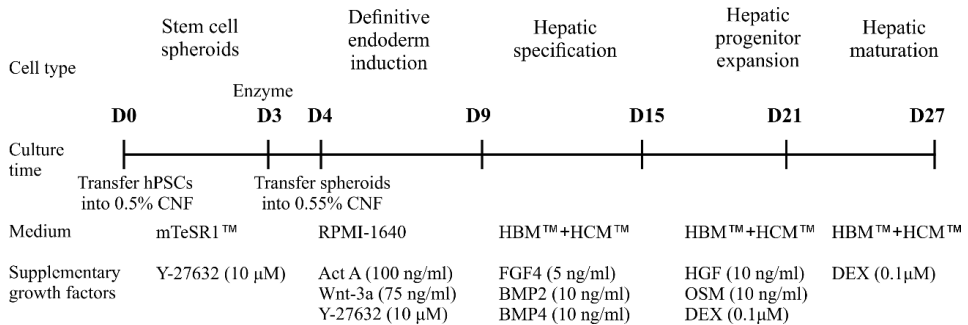 Cell type
Stem cell
spheroids
Definitive
endoderm
induction
Hepatic
specification
Hepatic
progenitor
expansion
Hepatic
maturation
Enzyme
D0 D3 D4 D9 D15 D21 D27
Culture
time
Transfer hPSCs
into 0.5% CNF
Transfer spheroids
into 0.55% CNF
Medium mTeSR1™ RPMI-1640 HBM™+HCM™ HBM™+HCM™ HBM™+HCM™
Supplementary
growth factors
Y-27632 (10 µM)
Act A (100 ng/ml)
Wnt-3a (75 ng/ml)
Y-27632 (10 µM)
FGF4 (5 ng/ml)
BMP2 (10 ng/ml)
BMP4 (10 ng/ml)
HGF (10 ng/ml)
OSM (10 ng/ml)
DEX (0.1µM)
DEX (0.1µM)